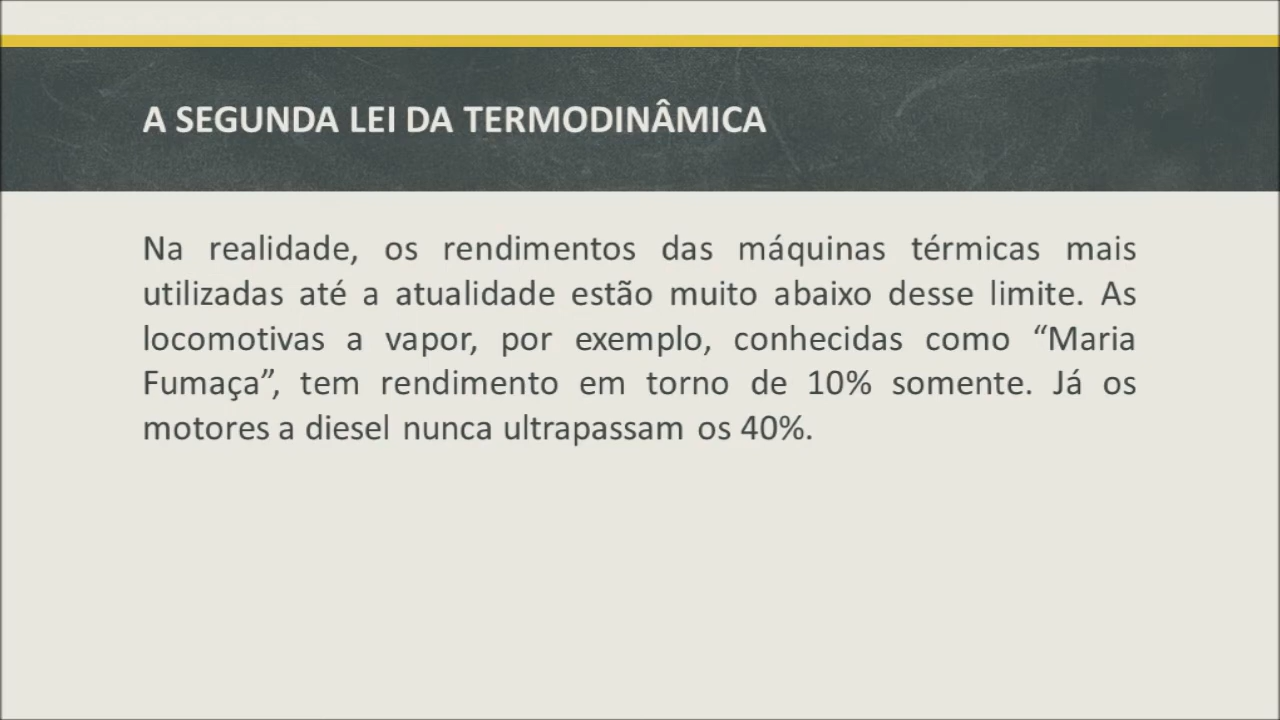 A SEGUNDA LEI DA TERMODINÂMICA
Na realidade, os rendimentos das máquinas térmicas mais
utilizadas até a atualidade estão muito abaixo desse limite. As
locomotivas a vapor, por exemplo, conhecidas como “Maria
Fumaça”, tem rendimento em torno de 10% somente. Já os
motores a diesel nunca ultrapassam os 40%.